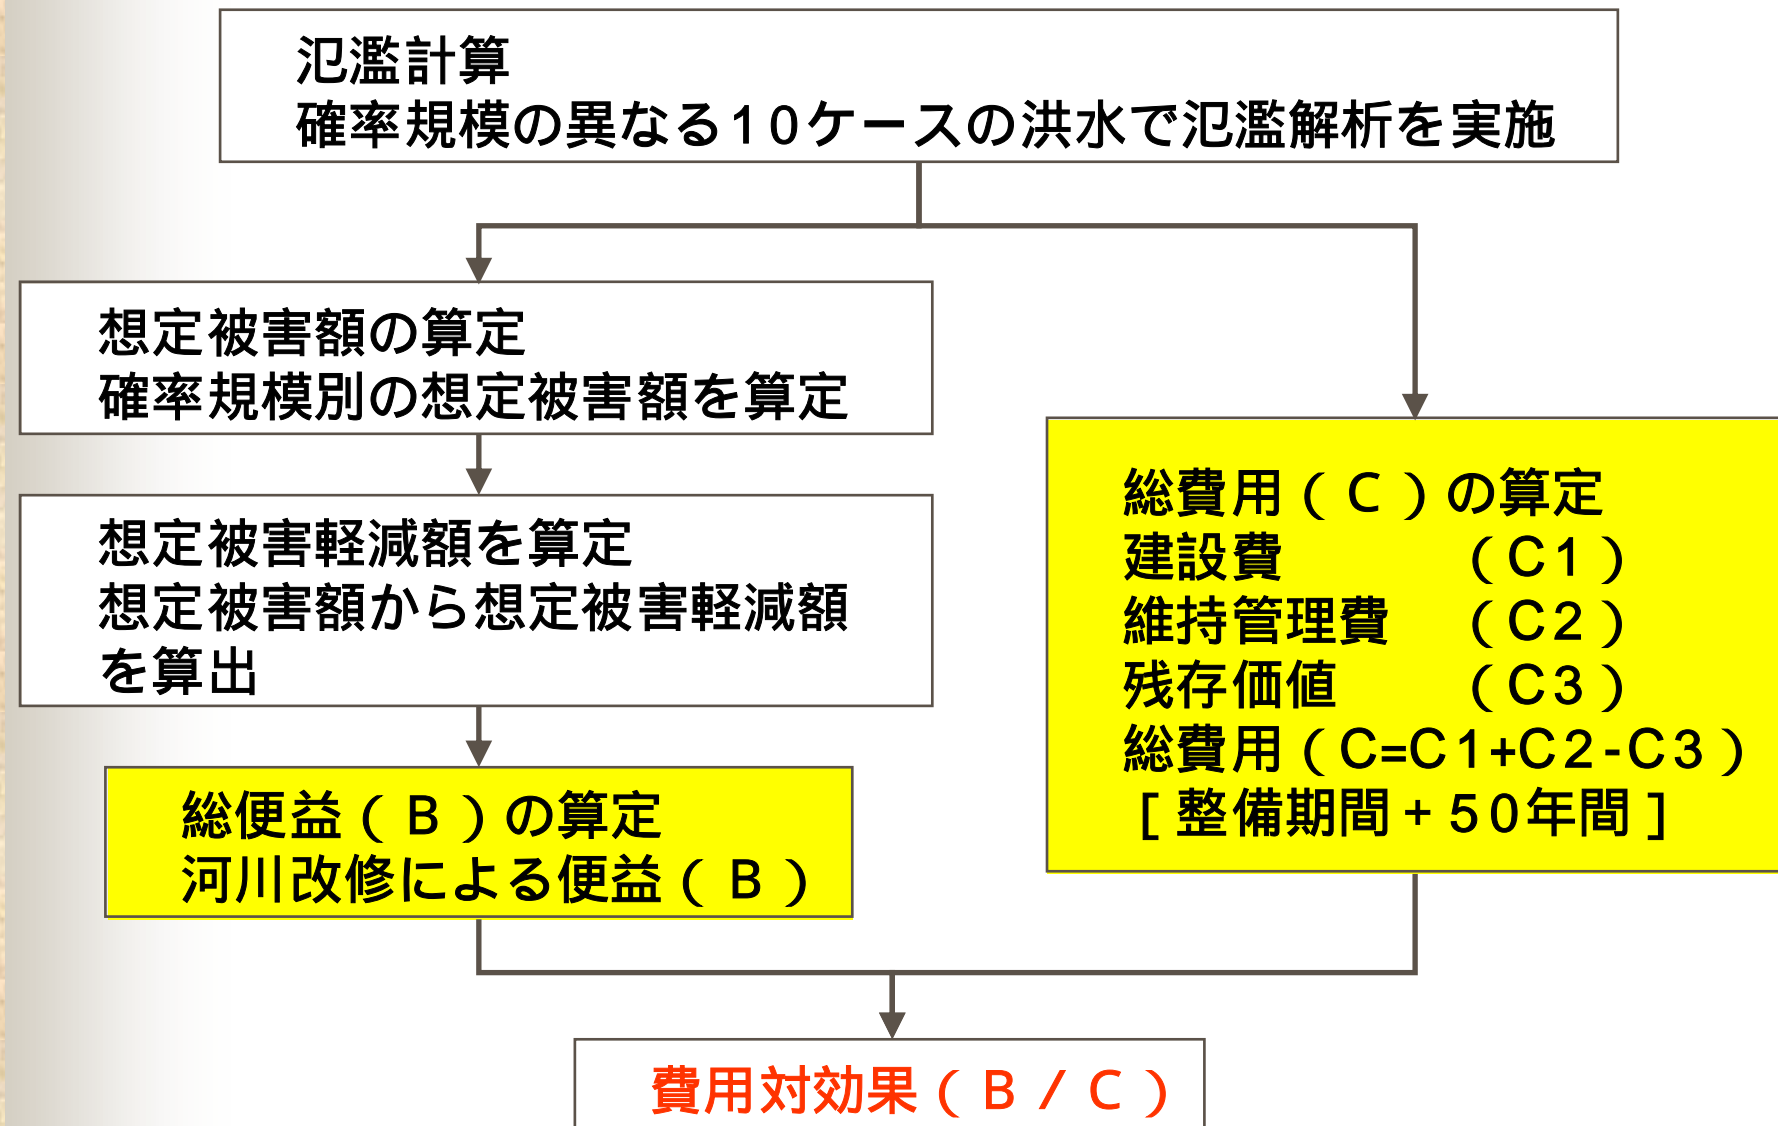 氾濫計算
確率規模の異なる10ケースの洪水で氾濫解析を実施
想定被害額の算定
確率規模別の想定被害額を算定
想定被害軽減額を算定
想定被害額から想定被害軽減額
を算出
総便益（B）の算定
河川改修による便益（B）
総費用（C）の算定
建設費　　　（C1）
維持管理費　（C2）
残存価値　　（C3）
総費用（C=C1+C2-C3）
［整備期間+50年間］
費用対効果（B／C）